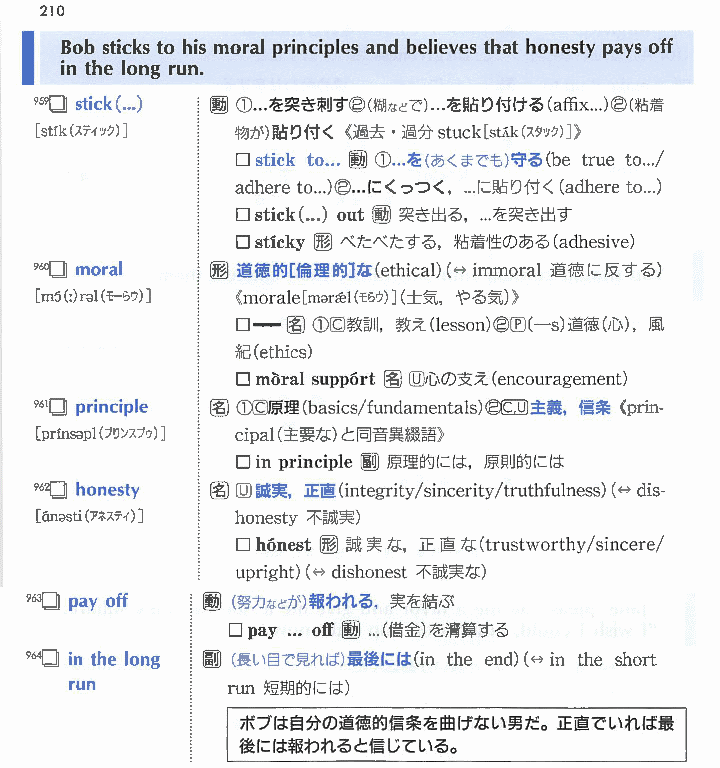 210
Bob sticks to his moral principles and believes that honesty pays off
in the long run.
959 □ stick (...) 動 ①...を突き刺す②(糊などで)...を貼り付ける(affix...)②(粘着
[stík(スティック)] 物が)貼り付く《過去・過分 stuck[stʌ́k(スタック)]》
□ stick to... 動 ①...を(あくまでも)守る(be true to.../
adhere to...)②...にくっつく, ...に貼り付く(adhere to...)
□ stick(...) out 動 突き出る, ...を突き出す
□ stícky 形 べたべたする, 粘着性のある(adhesive)
960 □ moral 形 道徳的[倫理的]な(ethical)(↔ immoral 道徳に反する)
[mɔ́(:)rəl(モーらウ)] 《morale[mərǽl(モらウ)](士気, やる気)》
□━ 名 ①Ⓒ教訓, 教え(lesson)②Ⓟ(—s)道徳(心), 風
紀(ethics)
□ mòral suppórt 名 Ⓤ心の支え(encouragement)
961 □ principle 名 ①Ⓒ原理(basics/fundamentals)②C,U主義, 信条《prin-
[prínsəpl(プリンスプゥ)] cipal(主要な)と同音異綴語》
□ in principle 副 原理的には, 原則的には
962 □ honesty 名 Ⓤ誠実, 正直(integrity/sincerity/truthfulness)(↔ dis-
[ɑ́nəsti(アネスティ)] honesty 不誠実)
□ hónest 形 誠実な, 正直な(trustworthy/sincere/
upright)(↔ dishonest 不誠実な)
963 □ pay off 動 (努力などが)報われる, 実を結ぶ
□ pay ... off 動 ...(借金)を清算する
964 □ in the long 副 (長い目で見れば)最後には(in the end)(↔ in the short
run run 短期的には)
ボブは自分の道徳的信条を曲げない男だ。正直でいれば最
後には報われると信じている。